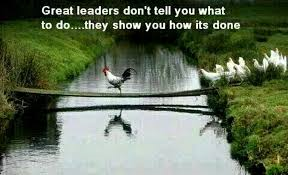 Great leaders don't tell you what
to do....they show you how its done